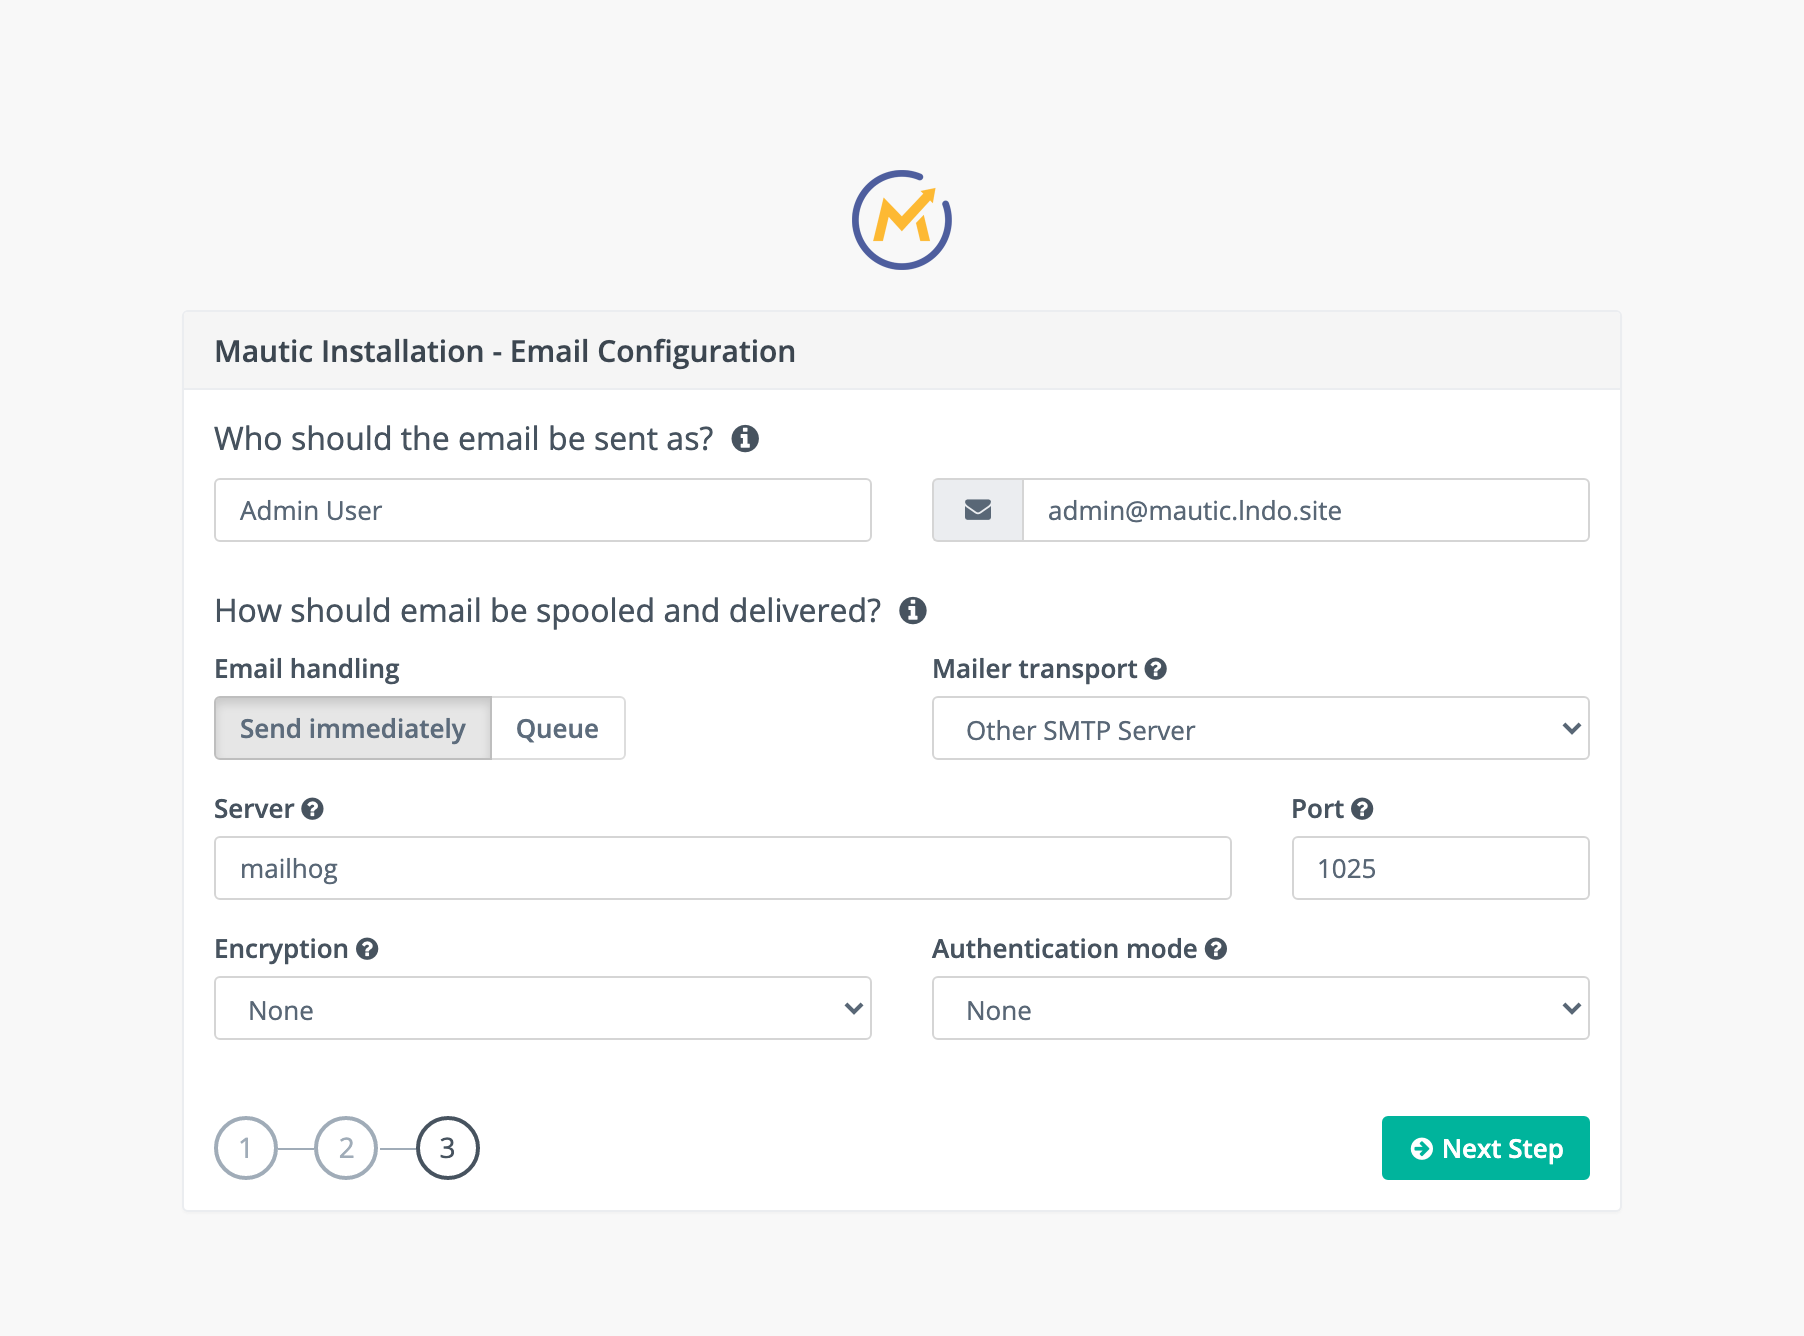 Mautic Installation - Email Configuration
Who should the email be sent as?
Admin User
admin@mautic.lndo.site
How should email be spooled and delivered?
Email handling
Mailer transport
Send immediately
Queue
Other SMTP Server
Server
Port
mailhog
1025
Encryption
Authentication mode
None
None
1
2
3
Next Step